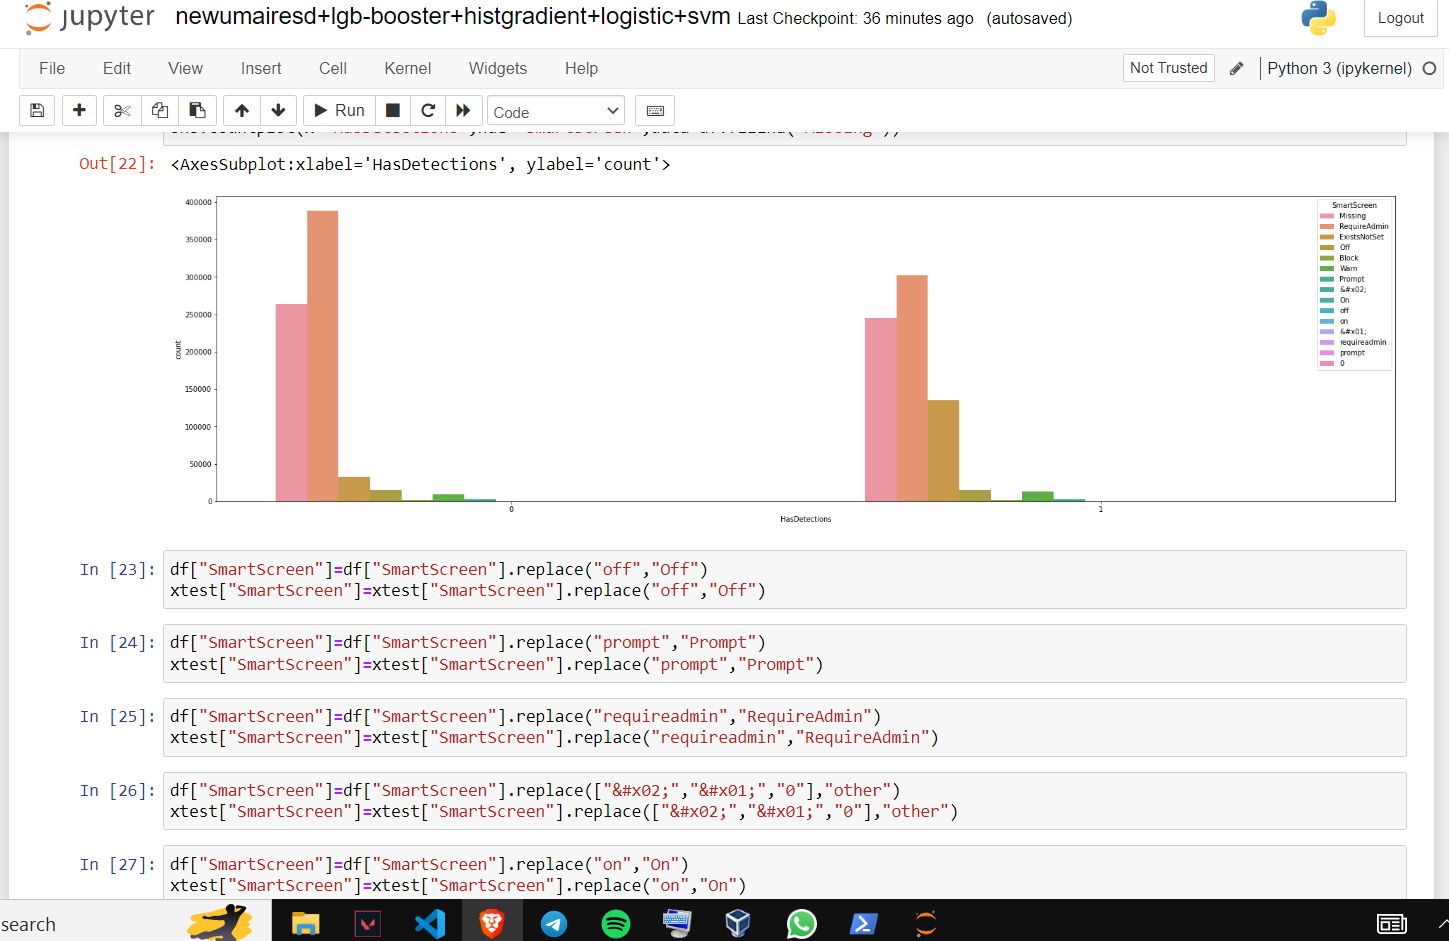 jupyter newumairesd+lgb-booster+histgradient+logistic+svm Last Checkpoint: 36 minutes ago (autosaved) Logout
File Edit View Insert Cell Kernel Widgets Help Not Trusted Python 3 (ipykernel)
Run Code
Out[22]: <AxesSubplot:xlabel='HasDetections', ylabel='count'>
400000
350000
300000
250000
200000
150000
100000
50000
0
count
0 1
HasDetections
SmartScreen
Missing
RequireAdmin
ExistsNotSet
Off
Block
Warn
Prompt
&#x02;
On
off
on
&#x01;
requireadmin
prompt
0
In [23]: df["SmartScreen"]=df["SmartScreen"].replace("off","Off")
xtest["SmartScreen"]=xtest["SmartScreen"].replace("off","Off")
In [24]: df["SmartScreen"]=df["SmartScreen"].replace("prompt","Prompt")
xtest["SmartScreen"]=xtest["SmartScreen"].replace("prompt","Prompt")
In [25]: df["SmartScreen"]=df["SmartScreen"].replace("requireadmin","RequireAdmin")
xtest["SmartScreen"]=xtest["SmartScreen"].replace("requireadmin","RequireAdmin")
In [26]: df["SmartScreen"]=df["SmartScreen"].replace(["&#x02;","&#x01;","0"],"other")
xtest["SmartScreen"]=xtest["SmartScreen"].replace(["&#x02;","&#x01;","0"],"other")
In [27]: df["SmartScreen"]=df["SmartScreen"].replace("on","On")
xtest["SmartScreen"]=xtest["SmartScreen"].replace("on","On")
search